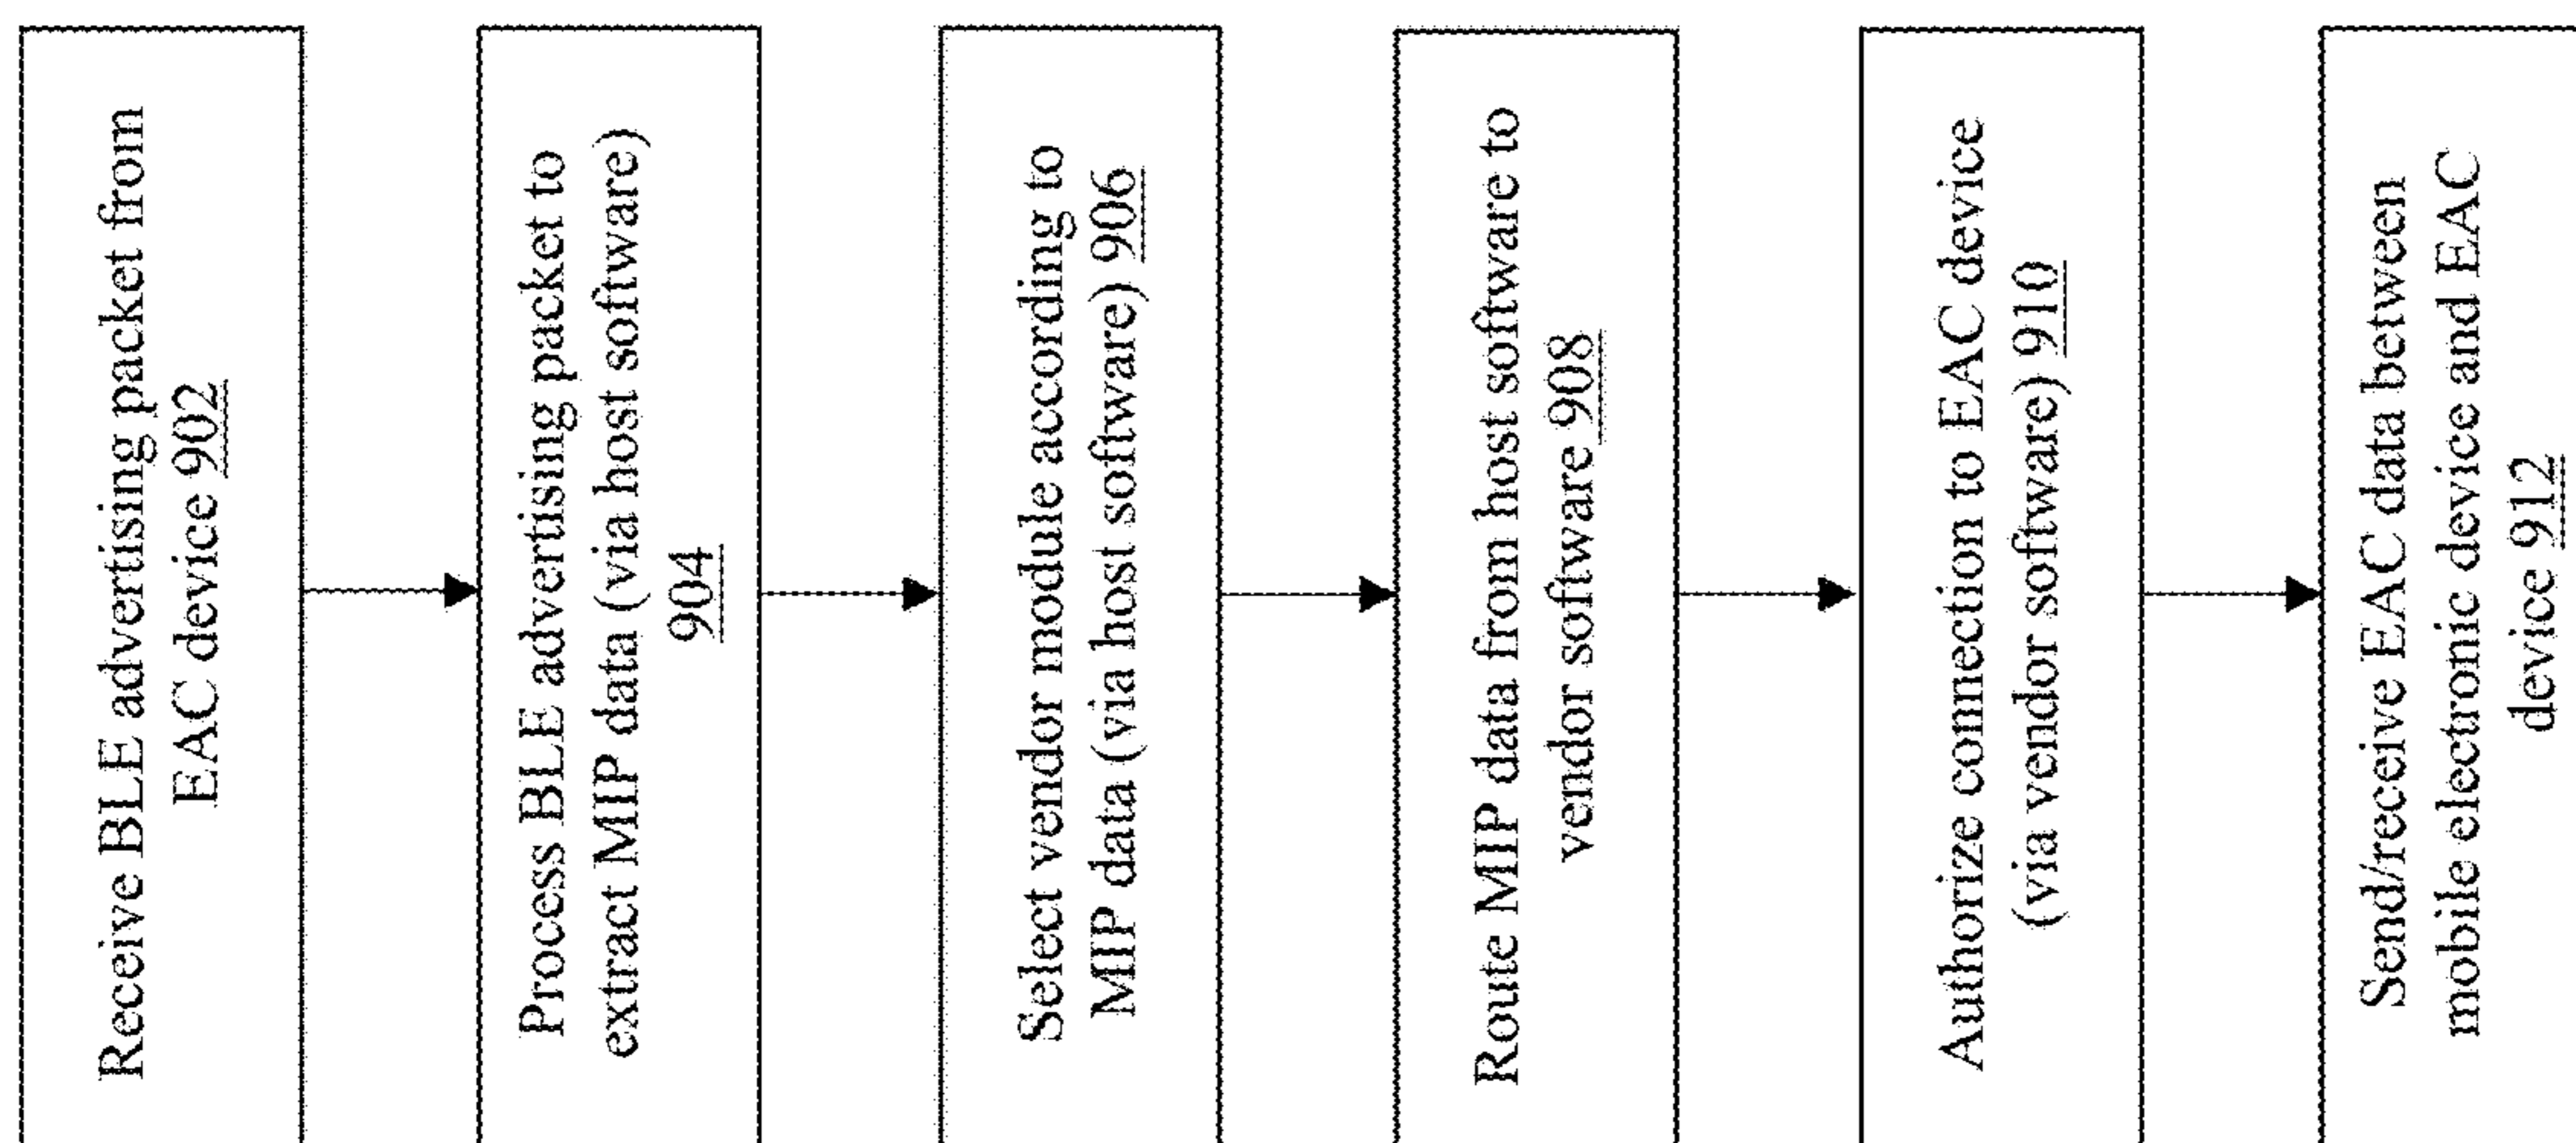 Receive BLE advertising packet from
EAC device 902
Process BLE advertising packet to
extract MIP data (via host software)
904
Select vendor module according to
MIP data (via host software) 906
Route MIP data from host software to
vendor software 908
Authorize connection to EAC device
(via vendor software) 910
Send/receive EAC data between
mobile electronic device and EAC
device 912